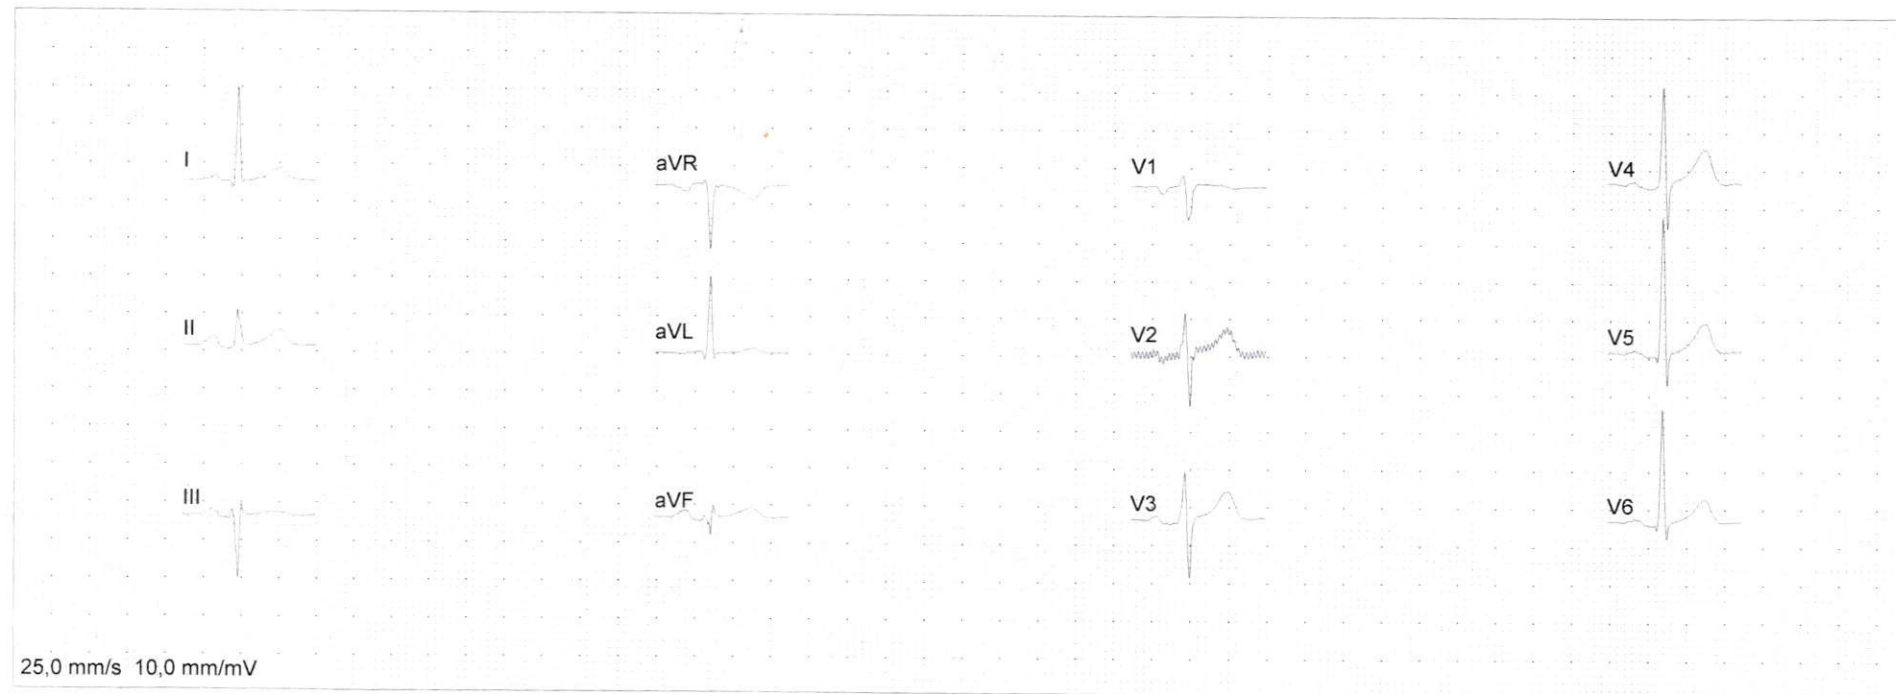 I
aVR
V1
V4
II
aVL
V2
V5
III
aVF
V3
V6
25,0 mm/s 10,0 mm/mV